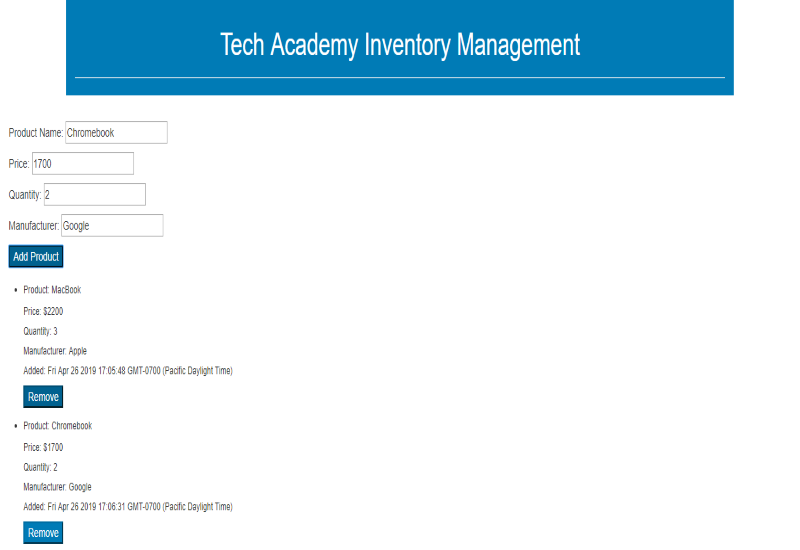 Tech Academy Inventory Management
Product Name: Chromebook
Price: 1700
Quantity: 2
Manufacturer: Google
Add Product
Product: MacBook
Price: $2200
Quantity: 3
Manufacturer: Apple
Added: Fri Apr 26 2019 17:05:48 GMT-0700 (Pacific Daylight Time)
Remove
Product: Chromebook
Price: $1700
Quantity: 2
Manufacturer: Google
Added: Fri Apr 26 2019 17:06:31 GMT-0700 (Pacific Daylight Time)
Remove